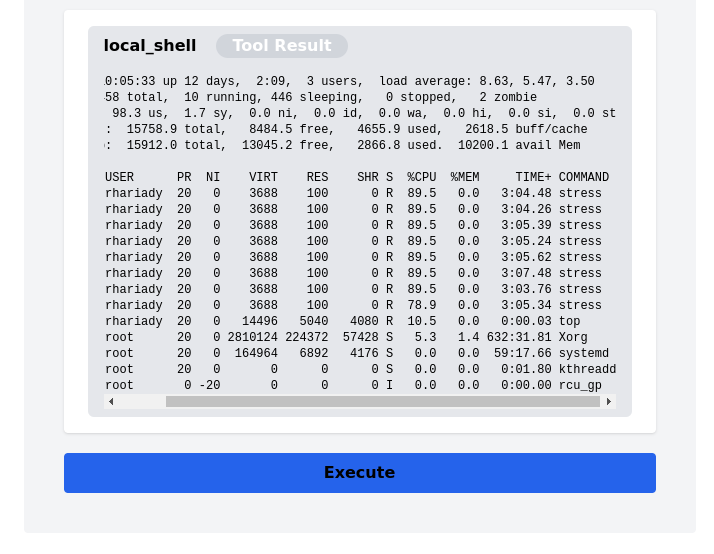 local_shell Tool Result
0:05:33 up 12 days,  2:09,  3 users,  load average: 8.63, 5.47, 3.50
58 total,  10 running, 446 sleeping,   0 stopped,   2 zombie
98.3 us,  1.7 sy,  0.0 ni,  0.0 id,  0.0 wa,  0.0 hi,  0.0 si,  0.0 st
:  15758.9 total,   8484.5 free,   4655.9 used,   2618.5 buff/cache
:  15912.0 total,  13045.2 free,   2866.8 used.  10200.1 avail Mem
USER      PR  NI    VIRT    RES    SHR S  %CPU  %MEM     TIME+ COMMAND
rhariady  20   0    3688    100      0 R  89.5   0.0   3:04.48 stress
rhariady  20   0    3688    100      0 R  89.5   0.0   3:04.26 stress
rhariady  20   0    3688    100      0 R  89.5   0.0   3:05.39 stress
rhariady  20   0    3688    100      0 R  89.5   0.0   3:05.24 stress
rhariady  20   0    3688    100      0 R  89.5   0.0   3:05.62 stress
rhariady  20   0    3688    100      0 R  89.5   0.0   3:07.48 stress
rhariady  20   0    3688    100      0 R  89.5   0.0   3:03.76 stress
rhariady  20   0    3688    100      0 R  78.9   0.0   3:05.34 stress
rhariady  20   0   14496   5040   4080 R  10.5   0.0   0:00.03 top
root      20   0 2810124 224372  57428 S   5.3   1.4 632:31.81 Xorg
root      20   0  164964   6892   4176 S   0.0   0.0  59:17.66 systemd
root      20   0       0      0      0 S   0.0   0.0   0:01.80 kthreadd
root       0 -20       0      0      0 I   0.0   0.0   0:00.00 rcu_gp
Execute